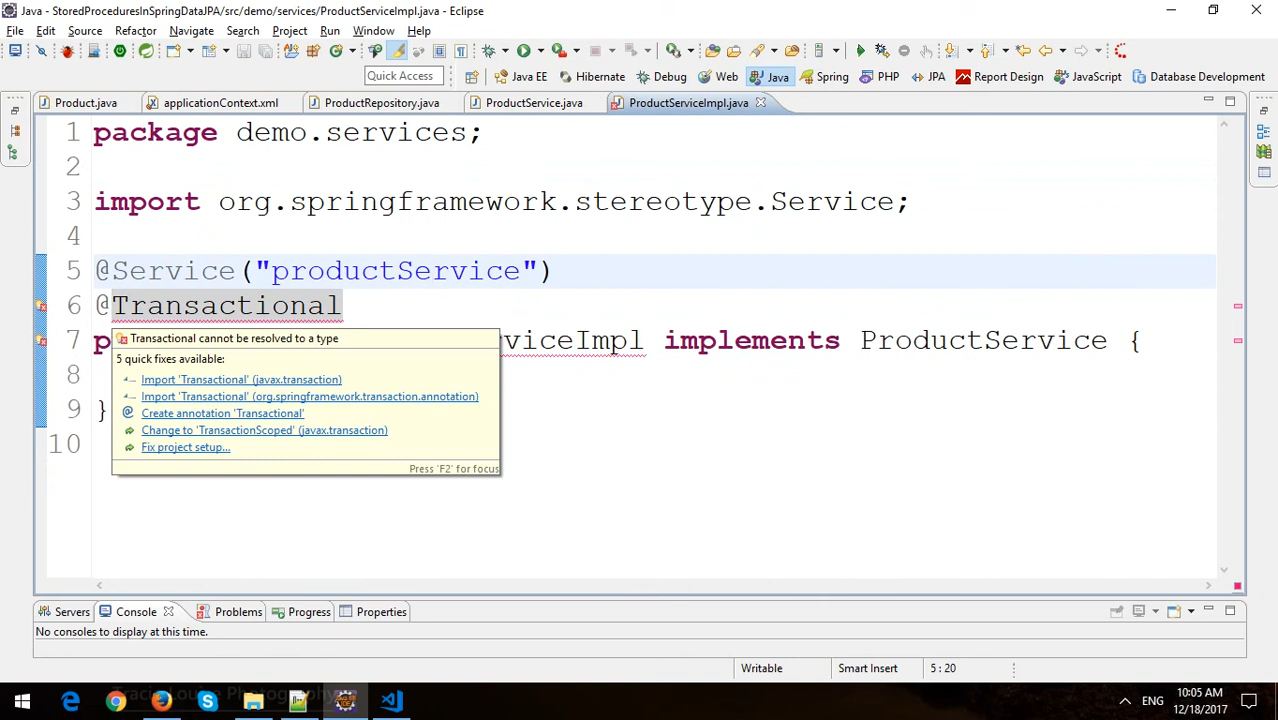 Java - StoredProceduresInSpringDataJPA/src/demo/services/ProductServiceImpl.java - Eclipse
File Edit Source Refactor Navigate Search Project Run Window Help
Quick Access
Java EE Hibernate Debug Web Java Spring PHP JPA Report Design JavaScript Database Development
Product.java applicationContext.xml ProductRepository.java ProductService.java ProductServiceImpl.java
1 package demo.services;
2
3 import org.springframework.stereotype.Service;
4
5 @Service("productService")
6 @Transactional
7 p viceImpl implements ProductService {
8
9 }
10
Transactional cannot be resolved to a type
5 quick fixes available:
Import 'Transactional' (javax.transaction)
Import 'Transactional' (org.springframework.transaction.annotation)
Create annotation 'Transactional'
Change to 'TransactionScoped' (javax.transaction)
Fix project setup...
Press 'F2' for focus
Servers Console Problems Progress Properties
No consoles to display at this time.
Writable Smart Insert 5 : 20
ENG
10:05 AM
12/18/2017